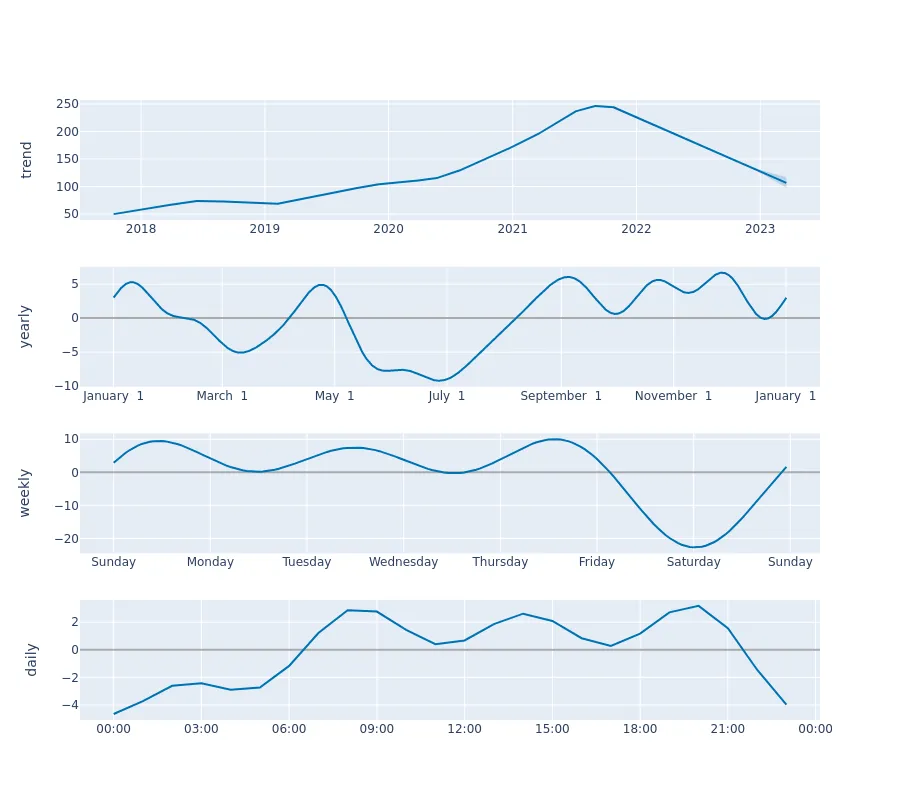 trend
250
200
150
100
50
2018 2019 2020 2021 2022 2023
yearly
5
0
−5
−10
January 1 March 1 May 1 July 1 September 1 November 1 January 1
weekly
10
0
−10
−20
Sunday Monday Tuesday Wednesday Thursday Friday Saturday Sunday
daily
2
0
−2
−4
00:00 03:00 06:00 09:00 12:00 15:00 18:00 21:00 00:00